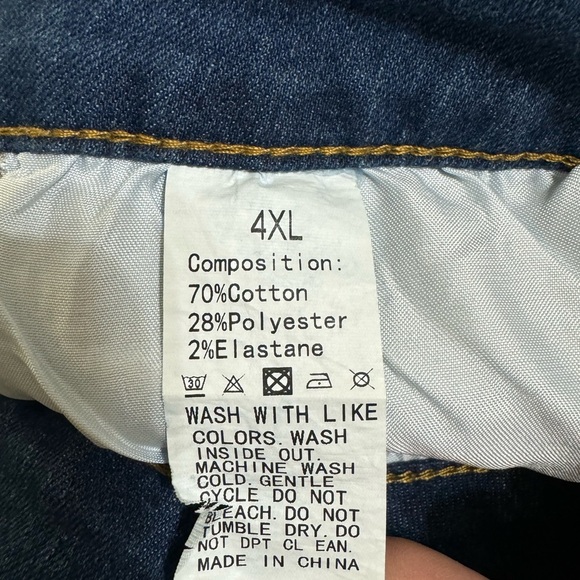 4XL
Composition:
70%Cotton
28%Polyester
2%Elastane
30
WASH WITH LIKE
COLORS. WASH
INSIDE OUT.
MACHINE WASH
COLD. GENTLE
CYCLE DO NOT
BLEACH. DO NOT
TUMBLE DRY. DO
NOT DPT CL EAN.
MADE IN CHINA